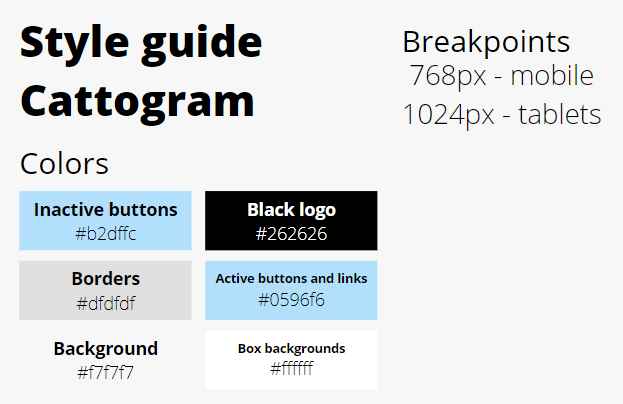 Style guide
Cattogram
Breakpoints
768px - mobile
1024px - tablets
Colors
Inactive buttons
#b2dffc
Black logo
#262626
Borders
#dfdfdf
Active buttons and links
#0596f6
Background
#f7f7f7
Box backgrounds
#ffffff